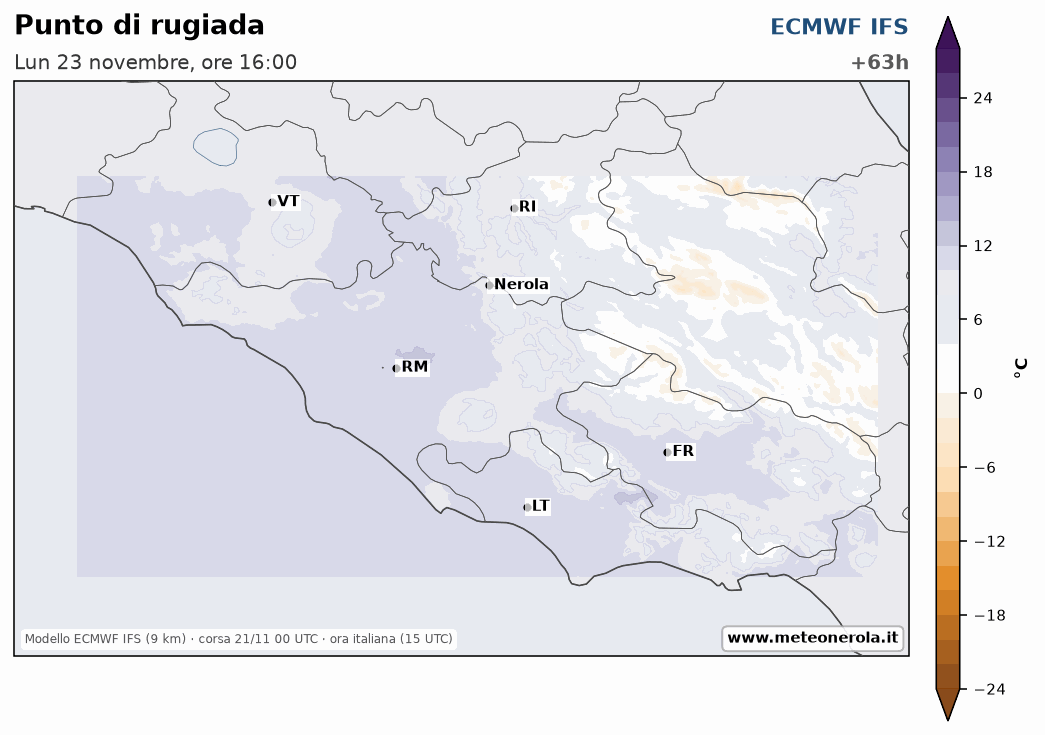 Punto di rugiada
ECMWF IFS
Lun 23 novembre, ore 16:00
+63h
VT
RI
Nerola
RM
FR
LT
24
18
12
6
0
−6
−12
−18
−24
°C
Modello ECMWF IFS (9 km) · corsa 21/11 00 UTC · ora italiana (15 UTC)
www.meteonerola.it